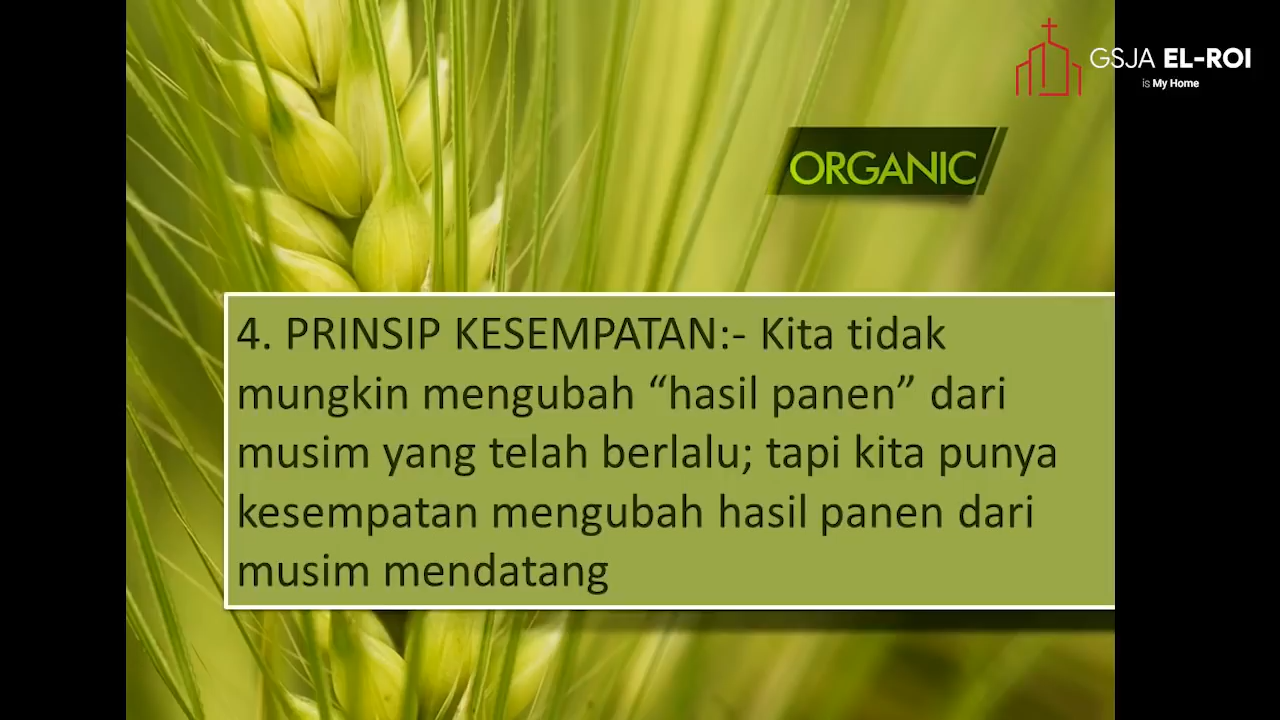 GSJA EL-ROI
is My Home
ORGANIC
4. PRINSIP KESEMPATAN:- Kita tidak
mungkin mengubah “hasil panen” dari
musim yang telah berlalu; tapi kita punya
kesempatan mengubah hasil panen dari
musim mendatang